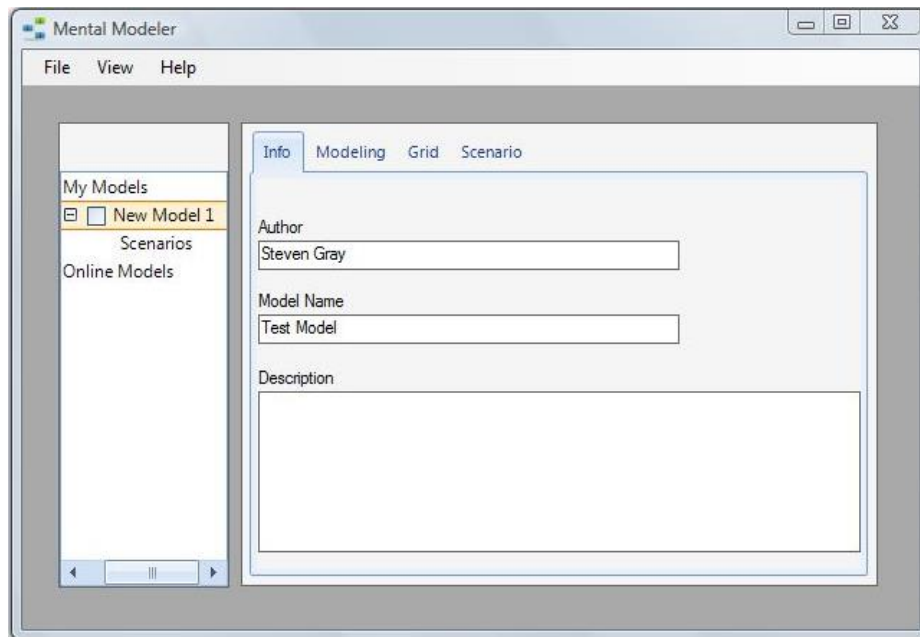 Mental Modeler
File View Help
Info Modeling Grid Scenario
My Models
New Model 1
Scenarios
Online Models
Author
Steven Gray
Model Name
Test Model
Description